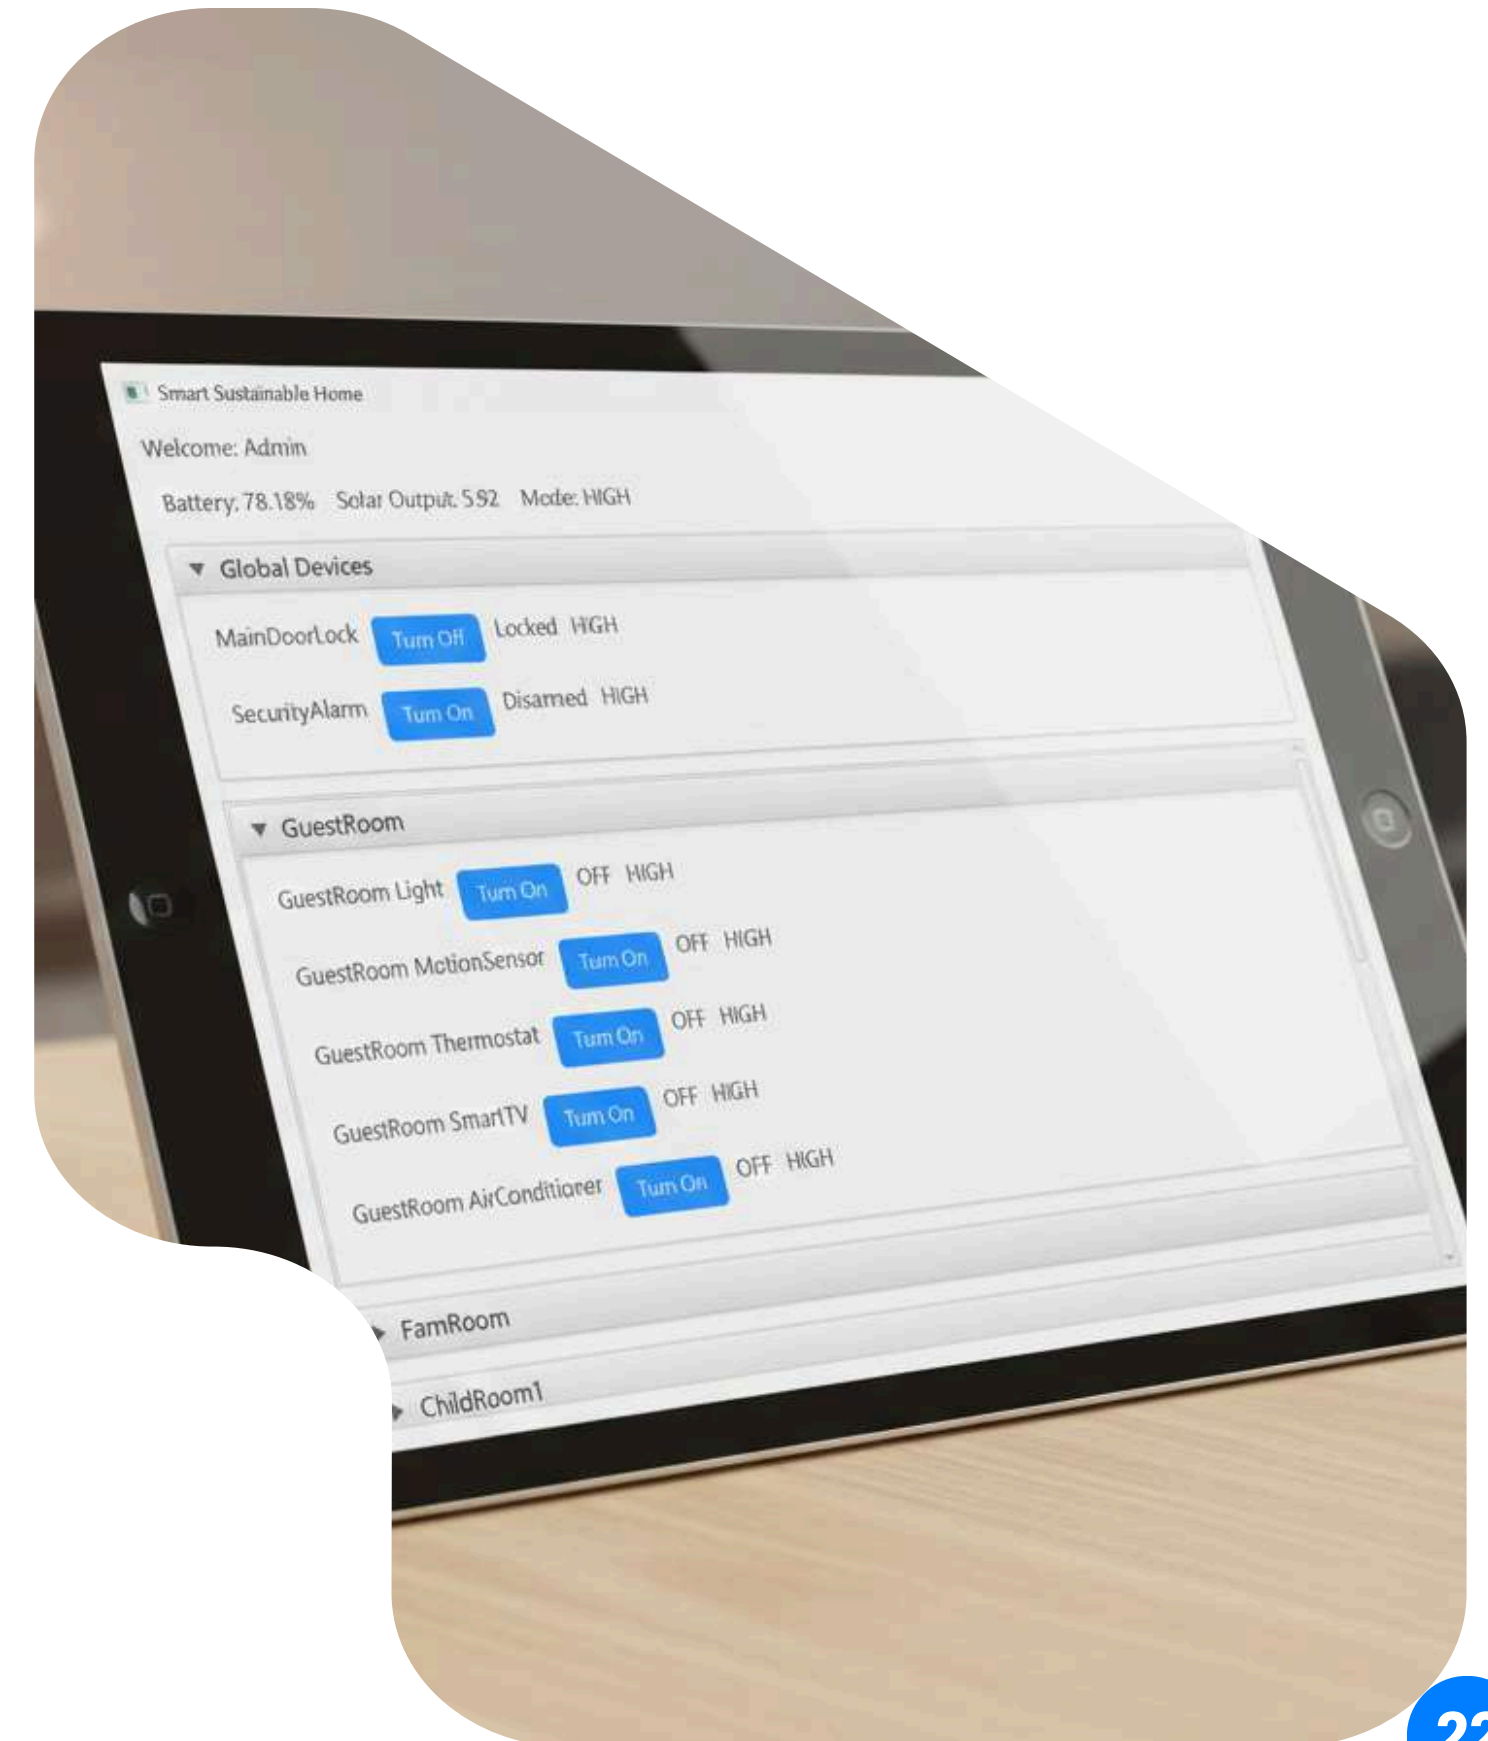 Smart Sustainable Home
Welcome: Admin
Battery: 78.18% Solar Output: 5.92 Mode: HIGH
Global Devices
MainDoorLock Turn Off Locked HIGH
SecurityAlarm Turn On Disarmed HIGH
GuestRoom
GuestRoom Light Turn On OFF HIGH
GuestRoom MotionSensor Turn On OFF HIGH
GuestRoom Thermostat Turn On OFF HIGH
GuestRoom SmartTV Turn On OFF HIGH
GuestRoom AirConditioner Turn On OFF HIGH
FamRoom
ChildRoom1
22